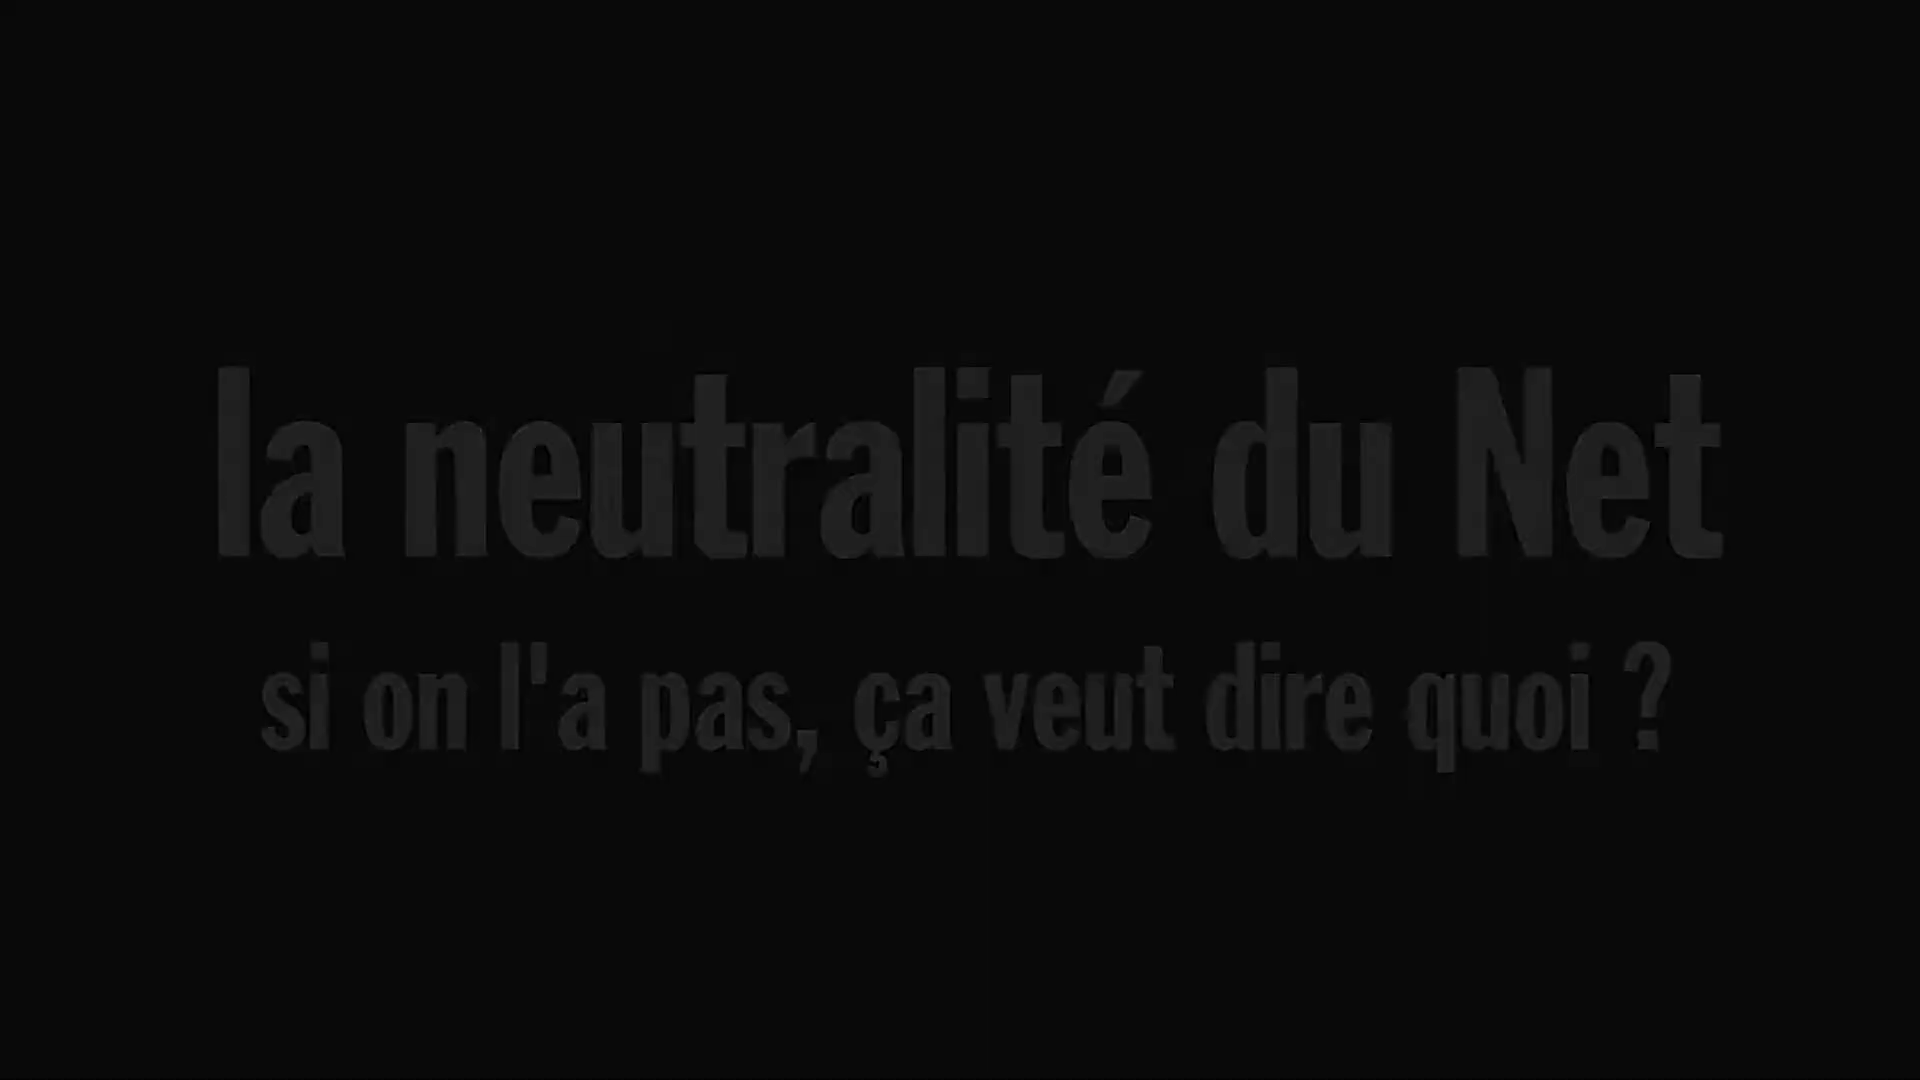 la neutralité du Net
si on l'a pas, ça veut dire quoi ?